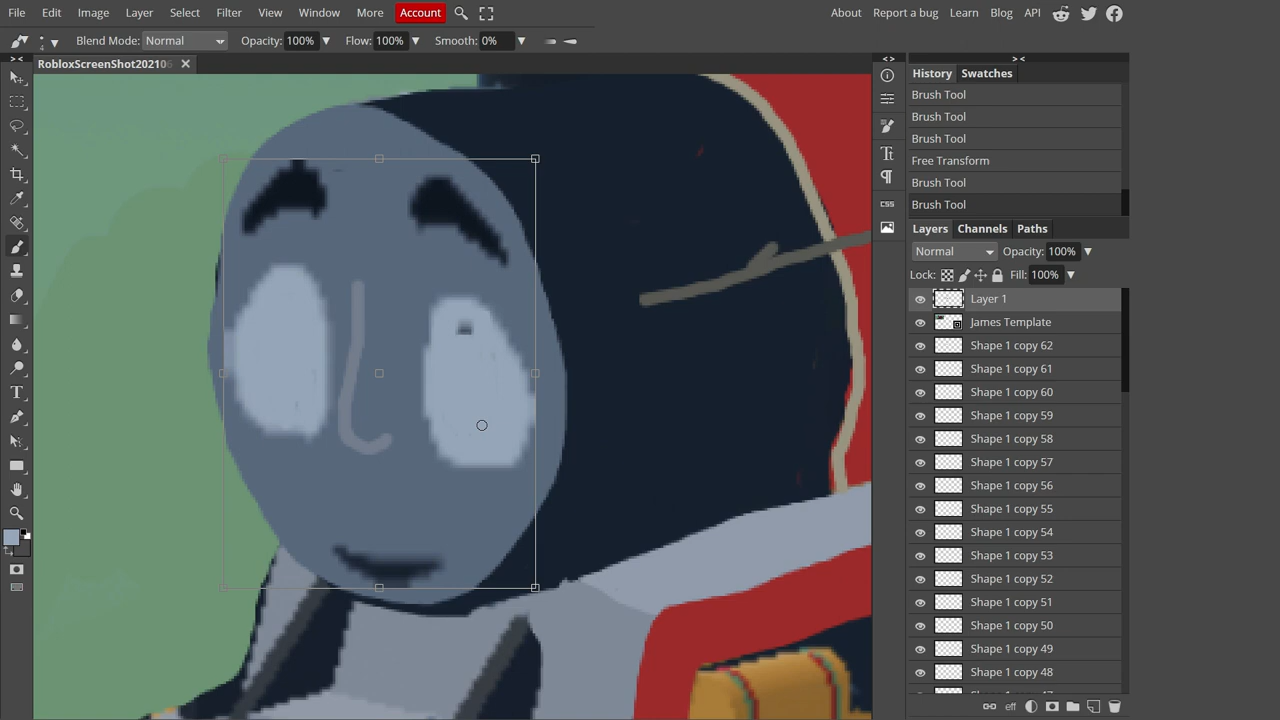 File Edit Image Layer Select Filter View Window More Account About Report a bug Learn Blog API
4 Blend Mode: Normal Opacity: 100% Flow: 100% Smooth: 0%
RobloxScreenShot202106
History Swatches
Brush Tool
Brush Tool
Brush Tool
Free Transform
Brush Tool
Brush Tool
Layers Channels Paths
Normal Opacity: 100%
Lock: Fill: 100%
Layer 1
James Template
Shape 1 copy 62
Shape 1 copy 61
Shape 1 copy 60
Shape 1 copy 59
Shape 1 copy 58
Shape 1 copy 57
Shape 1 copy 56
Shape 1 copy 55
Shape 1 copy 54
Shape 1 copy 53
Shape 1 copy 52
Shape 1 copy 51
Shape 1 copy 50
Shape 1 copy 49
Shape 1 copy 48
CSS
eff